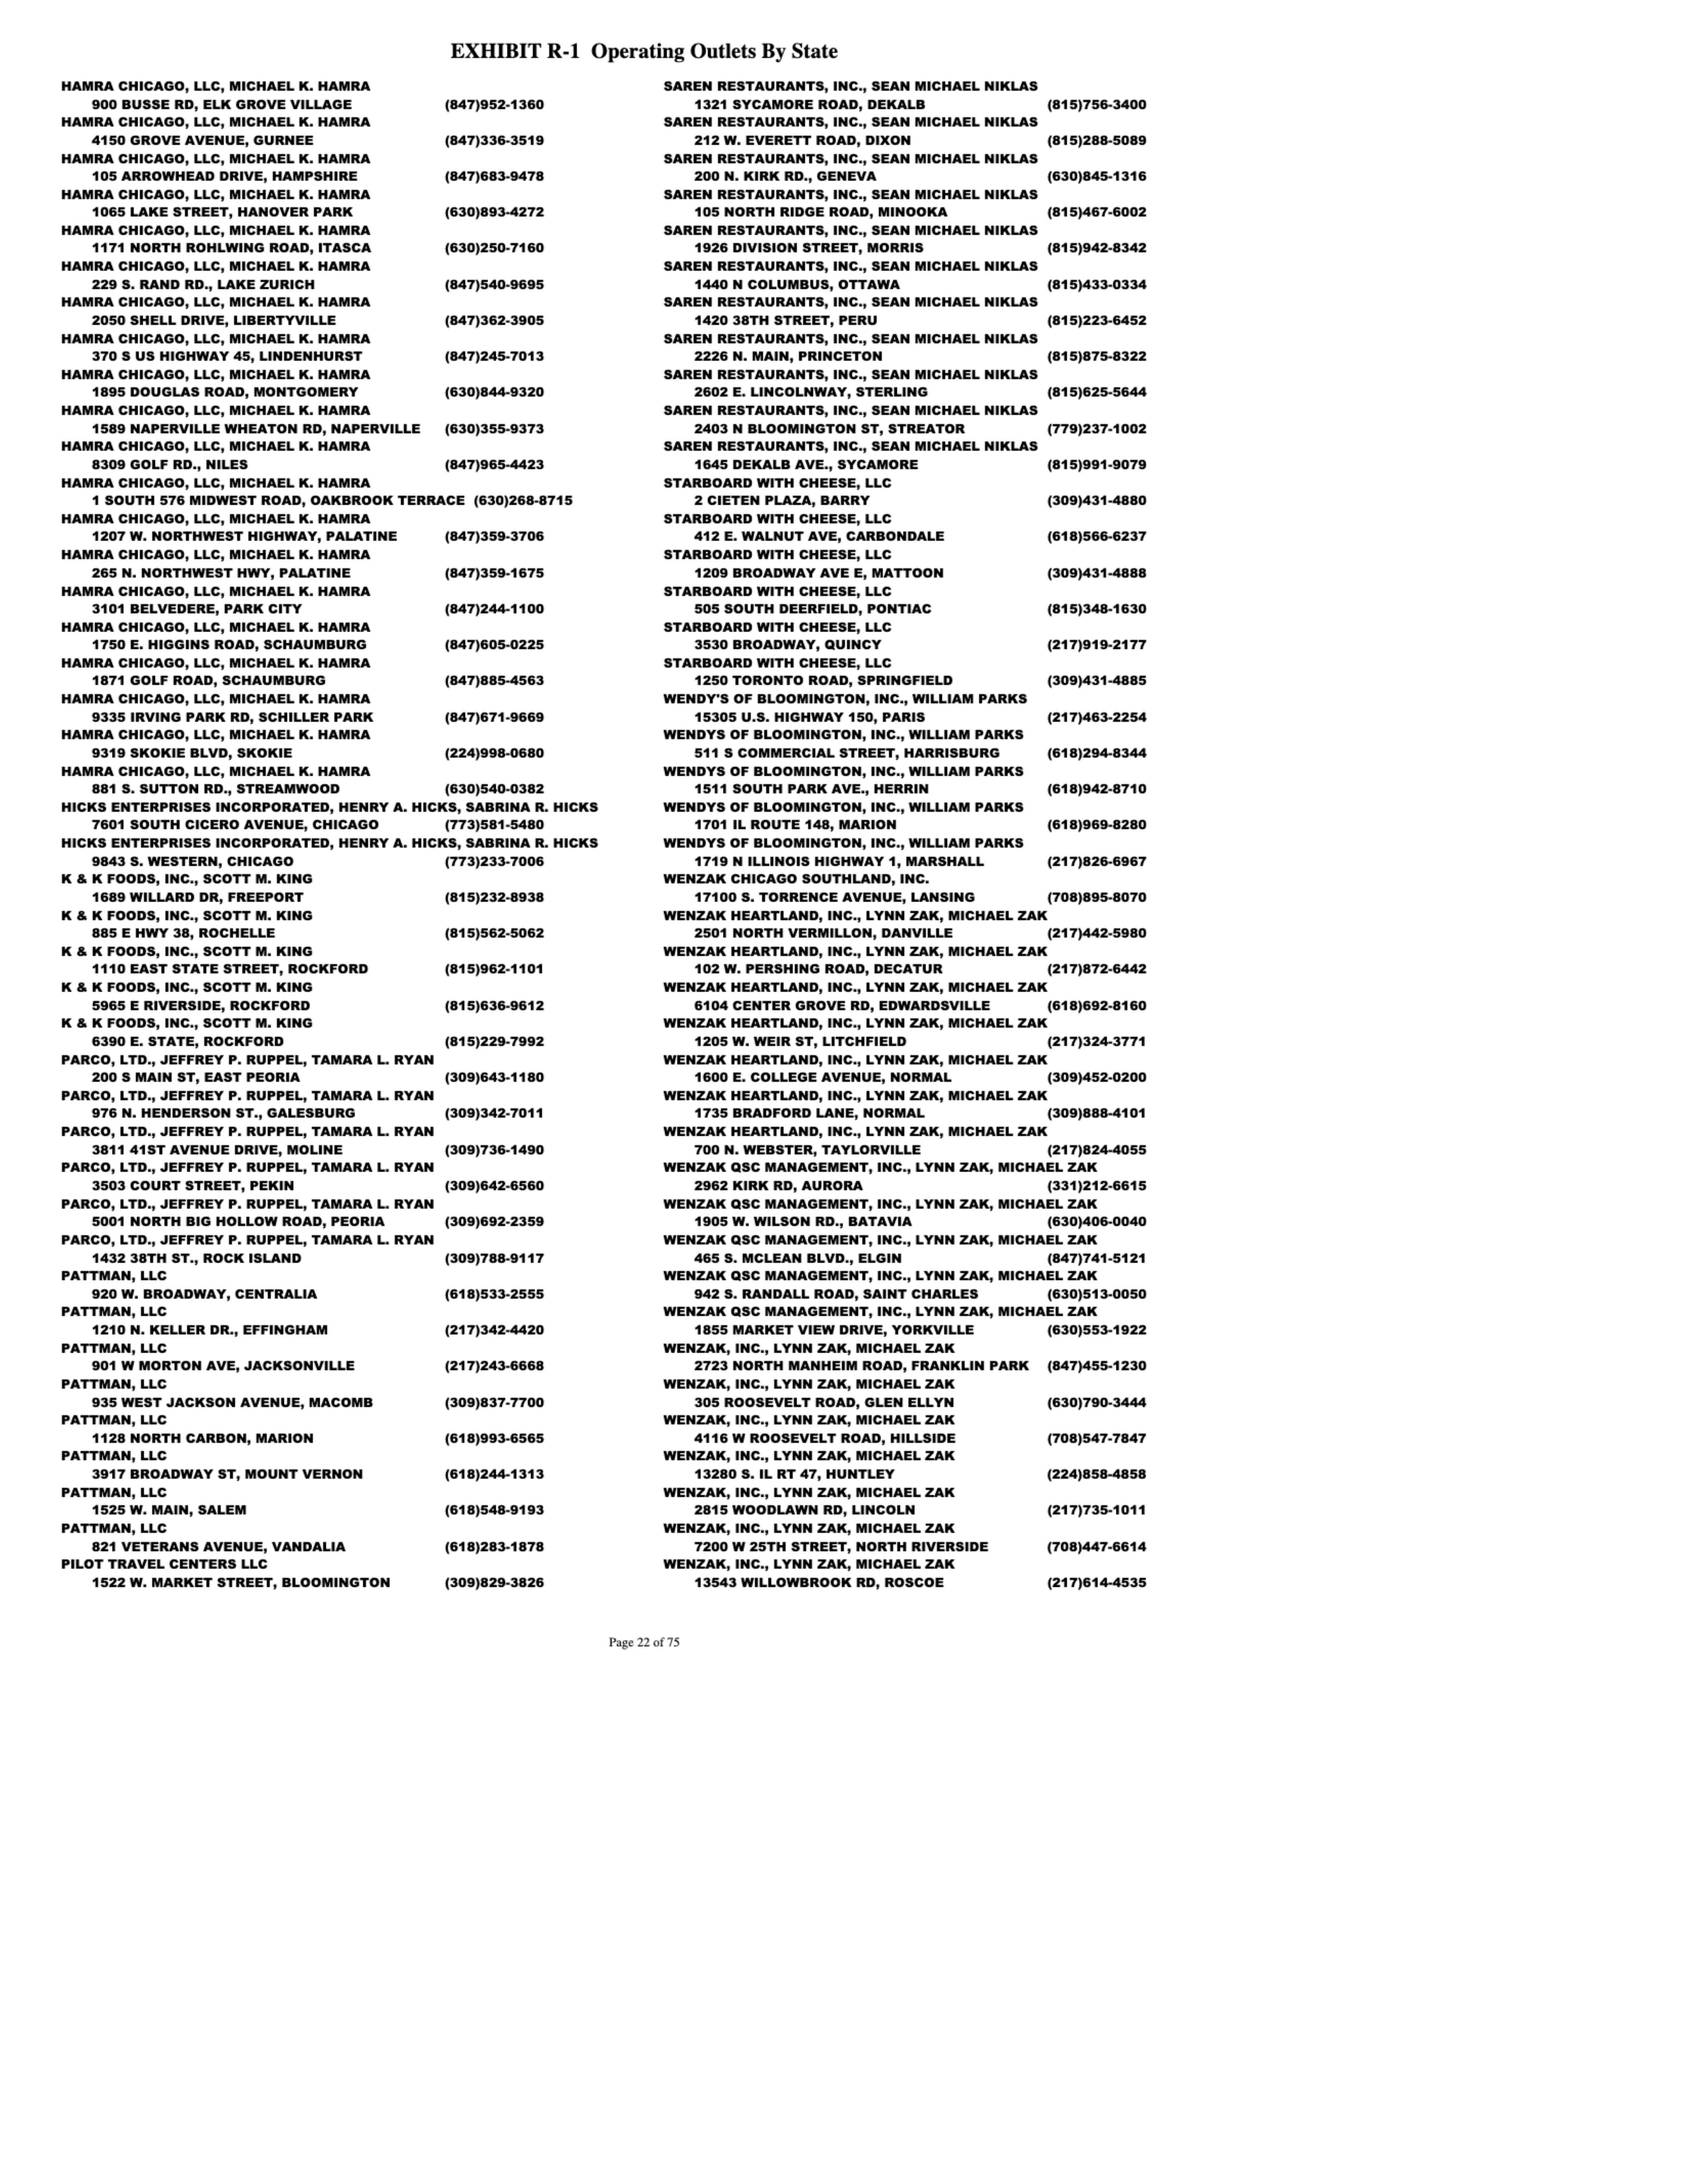 EXHIBIT R-1 Operating Outlets By State
HAMRA CHICAGO, LLC, MICHAEL K. HAMRA
900 BUSSE RD, ELK GROVE VILLAGE (847)952-1360
HAMRA CHICAGO, LLC, MICHAEL K. HAMRA
4150 GROVE AVENUE, GURNEE (847)336-3519
HAMRA CHICAGO, LLC, MICHAEL K. HAMRA
105 ARROWHEAD DRIVE, HAMPSHIRE (847)683-9478
HAMRA CHICAGO, LLC, MICHAEL K. HAMRA
1065 LAKE STREET, HANOVER PARK (630)893-4272
HAMRA CHICAGO, LLC, MICHAEL K. HAMRA
1171 NORTH ROHLWING ROAD, ITASCA (630)250-7160
HAMRA CHICAGO, LLC, MICHAEL K. HAMRA
229 S. RAND RD., LAKE ZURICH (847)540-9695
HAMRA CHICAGO, LLC, MICHAEL K. HAMRA
2050 SHELL DRIVE, LIBERTYVILLE (847)362-3905
HAMRA CHICAGO, LLC, MICHAEL K. HAMRA
370 S US HIGHWAY 45, LINDENHURST (847)245-7013
HAMRA CHICAGO, LLC, MICHAEL K. HAMRA
1895 DOUGLAS ROAD, MONTGOMERY (630)844-9320
HAMRA CHICAGO, LLC, MICHAEL K. HAMRA
1589 NAPERVILLE WHEATON RD, NAPERVILLE (630)355-9373
HAMRA CHICAGO, LLC, MICHAEL K. HAMRA
8309 GOLF RD., NILES (847)965-4423
HAMRA CHICAGO, LLC, MICHAEL K. HAMRA
1 SOUTH 576 MIDWEST ROAD, OAKBROOK TERRACE (630)268-8715
HAMRA CHICAGO, LLC, MICHAEL K. HAMRA
1207 W. NORTHWEST HIGHWAY, PALATINE (847)359-3706
HAMRA CHICAGO, LLC, MICHAEL K. HAMRA
265 N. NORTHWEST HWY, PALATINE (847)359-1675
HAMRA CHICAGO, LLC, MICHAEL K. HAMRA
3101 BELVEDERE, PARK CITY (847)244-1100
HAMRA CHICAGO, LLC, MICHAEL K. HAMRA
1750 E. HIGGINS ROAD, SCHAUMBURG (847)605-0225
HAMRA CHICAGO, LLC, MICHAEL K. HAMRA
1871 GOLF ROAD, SCHAUMBURG (847)885-4563
HAMRA CHICAGO, LLC, MICHAEL K. HAMRA
9335 IRVING PARK RD, SCHILLER PARK (847)671-9669
HAMRA CHICAGO, LLC, MICHAEL K. HAMRA
9319 SKOKIE BLVD, SKOKIE (224)998-0680
HAMRA CHICAGO, LLC, MICHAEL K. HAMRA
881 S. SUTTON RD., STREAMWOOD (630)540-0382
HICKS ENTERPRISES INCORPORATED, HENRY A. HICKS, SABRINA R. HICKS
7601 SOUTH CICERO AVENUE, CHICAGO (773)581-5480
HICKS ENTERPRISES INCORPORATED, HENRY A. HICKS, SABRINA R. HICKS
9843 S. WESTERN, CHICAGO (773)233-7006
K & K FOODS, INC., SCOTT M. KING
1689 WILLARD DR, FREEPORT (815)232-8938
K & K FOODS, INC., SCOTT M. KING
885 E HWY 38, ROCHELLE (815)562-5062
K & K FOODS, INC., SCOTT M. KING
1110 EAST STATE STREET, ROCKFORD (815)962-1101
K & K FOODS, INC., SCOTT M. KING
5965 E RIVERSIDE, ROCKFORD (815)636-9612
K & K FOODS, INC., SCOTT M. KING
6390 E. STATE, ROCKFORD (815)229-7992
PARCO, LTD., JEFFREY P. RUPPEL, TAMARA L. RYAN
200 S MAIN ST, EAST PEORIA (309)643-1180
PARCO, LTD., JEFFREY P. RUPPEL, TAMARA L. RYAN
976 N. HENDERSON ST., GALESBURG (309)342-7011
PARCO, LTD., JEFFREY P. RUPPEL, TAMARA L. RYAN
3811 41ST AVENUE DRIVE, MOLINE (309)736-1490
PARCO, LTD., JEFFREY P. RUPPEL, TAMARA L. RYAN
3503 COURT STREET, PEKIN (309)642-6560
PARCO, LTD., JEFFREY P. RUPPEL, TAMARA L. RYAN
5001 NORTH BIG HOLLOW ROAD, PEORIA (309)692-2359
PARCO, LTD., JEFFREY P. RUPPEL, TAMARA L. RYAN
1432 38TH ST., ROCK ISLAND (309)788-9117
PATTMAN, LLC
920 W. BROADWAY, CENTRALIA (618)533-2555
PATTMAN, LLC
1210 N. KELLER DR., EFFINGHAM (217)342-4420
PATTMAN, LLC
901 W MORTON AVE, JACKSONVILLE (217)243-6668
PATTMAN, LLC
935 WEST JACKSON AVENUE, MACOMB (309)837-7700
PATTMAN, LLC
1128 NORTH CARBON, MARION (618)993-6565
PATTMAN, LLC
3917 BROADWAY ST, MOUNT VERNON (618)244-1313
PATTMAN, LLC
1525 W. MAIN, SALEM (618)548-9193
PATTMAN, LLC
821 VETERANS AVENUE, VANDALIA (618)283-1878
PILOT TRAVEL CENTERS LLC
1522 W. MARKET STREET, BLOOMINGTON (309)829-3826
SAREN RESTAURANTS, INC., SEAN MICHAEL NIKLAS
1321 SYCAMORE ROAD, DEKALB (815)756-3400
SAREN RESTAURANTS, INC., SEAN MICHAEL NIKLAS
212 W. EVERETT ROAD, DIXON (815)288-5089
SAREN RESTAURANTS, INC., SEAN MICHAEL NIKLAS
200 N. KIRK RD., GENEVA (630)845-1316
SAREN RESTAURANTS, INC., SEAN MICHAEL NIKLAS
105 NORTH RIDGE ROAD, MINOOKA (815)467-6002
SAREN RESTAURANTS, INC., SEAN MICHAEL NIKLAS
1926 DIVISION STREET, MORRIS (815)942-8342
SAREN RESTAURANTS, INC., SEAN MICHAEL NIKLAS
1440 N COLUMBUS, OTTAWA (815)433-0334
SAREN RESTAURANTS, INC., SEAN MICHAEL NIKLAS
1420 38TH STREET, PERU (815)223-6452
SAREN RESTAURANTS, INC., SEAN MICHAEL NIKLAS
2226 N. MAIN, PRINCETON (815)875-8322
SAREN RESTAURANTS, INC., SEAN MICHAEL NIKLAS
2602 E. LINCOLNWAY, STERLING (815)625-5644
SAREN RESTAURANTS, INC., SEAN MICHAEL NIKLAS
2403 N BLOOMINGTON ST, STREATOR (779)237-1002
SAREN RESTAURANTS, INC., SEAN MICHAEL NIKLAS
1645 DEKALB AVE., SYCAMORE (815)991-9079
STARBOARD WITH CHEESE, LLC
2 CIETEN PLAZA, BARRY (309)431-4880
STARBOARD WITH CHEESE, LLC
412 E. WALNUT AVE, CARBONDALE (618)566-6237
STARBOARD WITH CHEESE, LLC
1209 BROADWAY AVE E, MATTOON (309)431-4888
STARBOARD WITH CHEESE, LLC
505 SOUTH DEERFIELD, PONTIAC (815)348-1630
STARBOARD WITH CHEESE, LLC
3530 BROADWAY, QUINCY (217)919-2177
STARBOARD WITH CHEESE, LLC
1250 TORONTO ROAD, SPRINGFIELD (309)431-4885
WENDY'S OF BLOOMINGTON, INC., WILLIAM PARKS
15305 U.S. HIGHWAY 150, PARIS (217)463-2254
WENDYS OF BLOOMINGTON, INC., WILLIAM PARKS
511 S COMMERCIAL STREET, HARRISBURG (618)294-8344
WENDYS OF BLOOMINGTON, INC., WILLIAM PARKS
1511 SOUTH PARK AVE., HERRIN (618)942-8710
WENDYS OF BLOOMINGTON, INC., WILLIAM PARKS
1701 IL ROUTE 148, MARION (618)969-8280
WENDYS OF BLOOMINGTON, INC., WILLIAM PARKS
1719 N ILLINOIS HIGHWAY 1, MARSHALL (217)826-6967
WENZAK CHICAGO SOUTHLAND, INC.
17100 S. TORRENCE AVENUE, LANSING (708)895-8070
WENZAK HEARTLAND, INC., LYNN ZAK, MICHAEL ZAK
2501 NORTH VERMILLON, DANVILLE (217)442-5980
WENZAK HEARTLAND, INC., LYNN ZAK, MICHAEL ZAK
102 W. PERSHING ROAD, DECATUR (217)872-6442
WENZAK HEARTLAND, INC., LYNN ZAK, MICHAEL ZAK
6104 CENTER GROVE RD, EDWARDSVILLE (618)692-8160
WENZAK HEARTLAND, INC., LYNN ZAK, MICHAEL ZAK
1205 W. WEIR ST, LITCHFIELD (217)324-3771
WENZAK HEARTLAND, INC., LYNN ZAK, MICHAEL ZAK
1600 E. COLLEGE AVENUE, NORMAL (309)452-0200
WENZAK HEARTLAND, INC., LYNN ZAK, MICHAEL ZAK
1735 BRADFORD LANE, NORMAL (309)888-4101
WENZAK HEARTLAND, INC., LYNN ZAK, MICHAEL ZAK
700 N. WEBSTER, TAYLORVILLE (217)824-4055
WENZAK QSC MANAGEMENT, INC., LYNN ZAK, MICHAEL ZAK
2962 KIRK RD, AURORA (331)212-6615
WENZAK QSC MANAGEMENT, INC., LYNN ZAK, MICHAEL ZAK
1905 W. WILSON RD., BATAVIA (630)406-0040
WENZAK QSC MANAGEMENT, INC., LYNN ZAK, MICHAEL ZAK
465 S. MCLEAN BLVD., ELGIN (847)741-5121
WENZAK QSC MANAGEMENT, INC., LYNN ZAK, MICHAEL ZAK
942 S. RANDALL ROAD, SAINT CHARLES (630)513-0050
WENZAK QSC MANAGEMENT, INC., LYNN ZAK, MICHAEL ZAK
1855 MARKET VIEW DRIVE, YORKVILLE (630)553-1922
WENZAK, INC., LYNN ZAK, MICHAEL ZAK
2723 NORTH MANHEIM ROAD, FRANKLIN PARK (847)455-1230
WENZAK, INC., LYNN ZAK, MICHAEL ZAK
305 ROOSEVELT ROAD, GLEN ELLYN (630)790-3444
WENZAK, INC., LYNN ZAK, MICHAEL ZAK
4116 W ROOSEVELT ROAD, HILLSIDE (708)547-7847
WENZAK, INC., LYNN ZAK, MICHAEL ZAK
13280 S. IL RT 47, HUNTLEY (224)858-4858
WENZAK, INC., LYNN ZAK, MICHAEL ZAK
2815 WOODLAWN RD, LINCOLN (217)735-1011
WENZAK, INC., LYNN ZAK, MICHAEL ZAK
7200 W 25TH STREET, NORTH RIVERSIDE (708)447-6614
WENZAK, INC., LYNN ZAK, MICHAEL ZAK
13543 WILLOWBROOK RD, ROSCOE (217)614-4535
Page 22 of 75